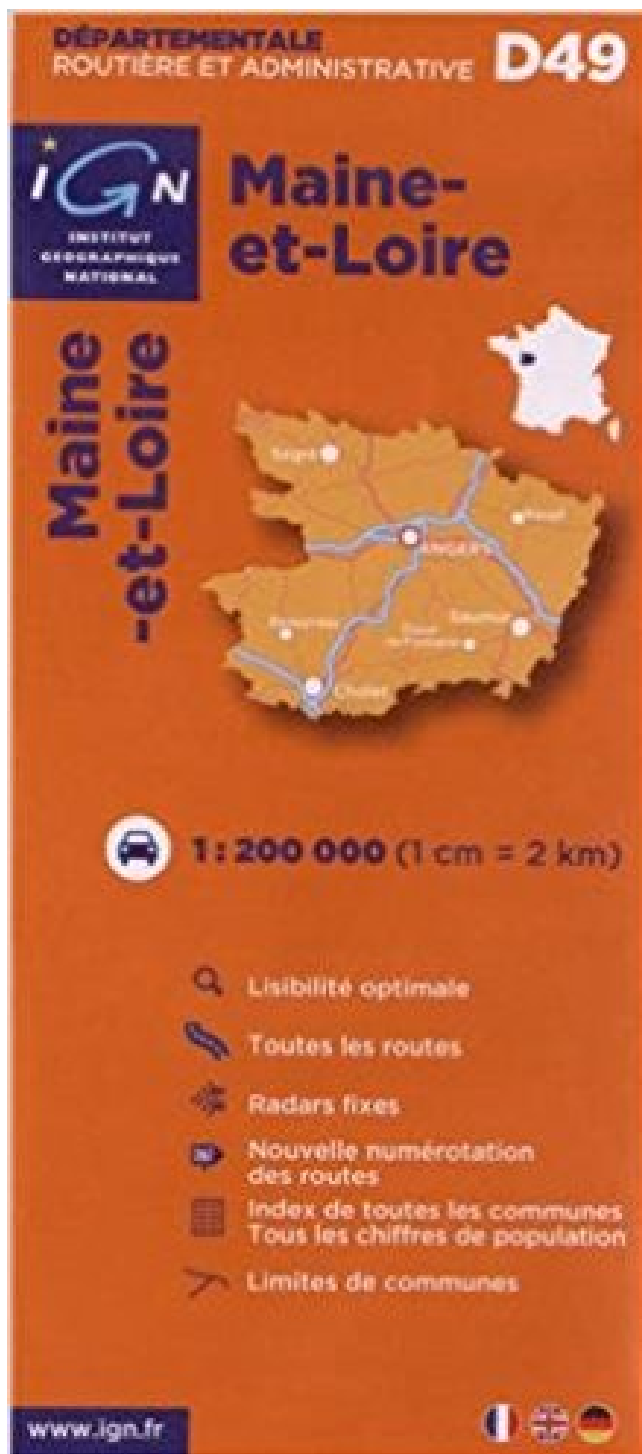 DÉPARTEMENTALE
ROUTIÈRE ET ADMINISTRATIVE D49
IGN
INSTITUT
GEOGRAPHIQUE
NATIONAL
Maine-
et-Loire
Maine
-et-Loire
Segré
ANGERS
Saumur
Cholet
1 : 200 000 (1 cm = 2 km)
Lisibilité optimale
Toutes les routes
Radars fixes
Nouvelle numérotation
des routes
Index de toutes les communes
Tous les chiffres de population
Limites de communes
www.ign.fr